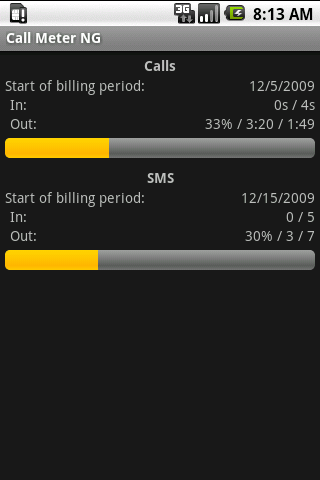 3G 8:13 AM
Call Meter NG
Calls
Start of billing period: 12/5/2009
In: 0s / 4s
Out: 33% / 3:20 / 1:49
SMS
Start of billing period: 12/15/2009
In: 0 / 5
Out: 30% / 3 / 7